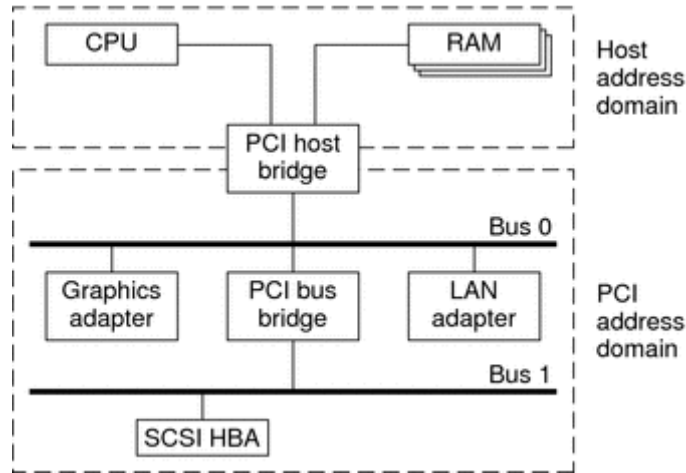 CPU
RAM
Host
address
domain
PCI host
bridge
Bus 0
Graphics
adapter
PCI bus
bridge
LAN
adapter
PCI
address
domain
Bus 1
SCSI HBA